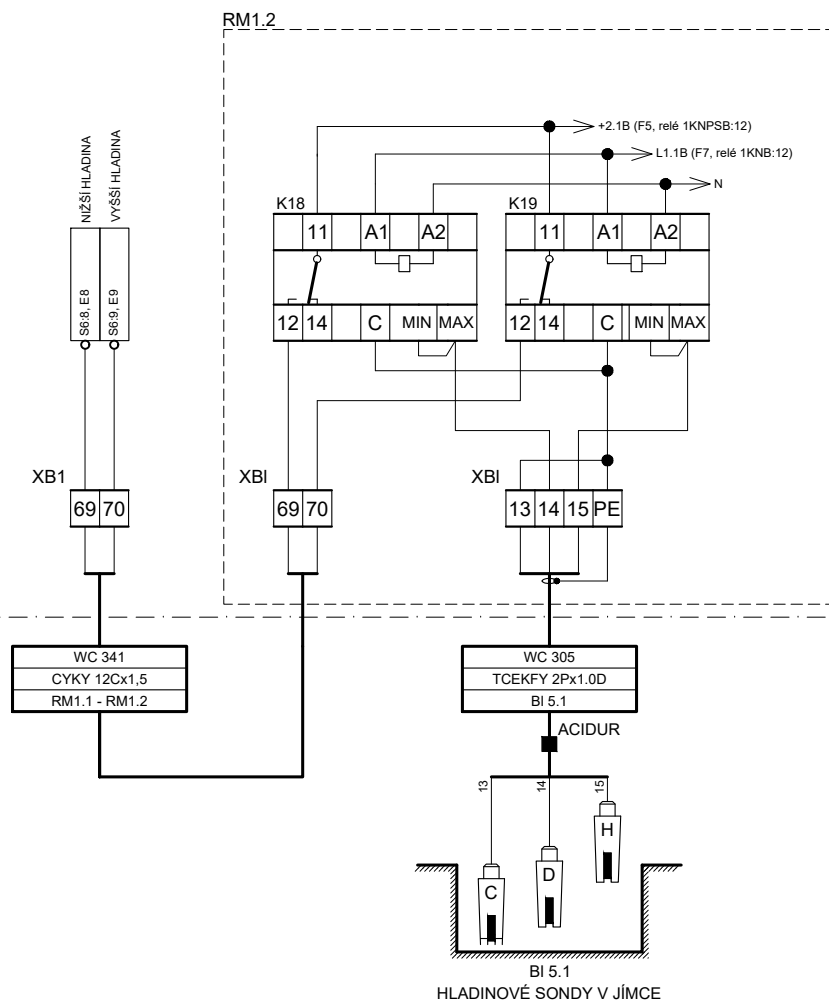 RM1.2
+2.1B (F5, relé 1KNPSB:12)
L1.1B (F7, relé 1KNB:12)
N
NIŽSÍ HLADINA
VYŠŠÍ HLADINA
S6:8, E8
S6:9, E9
K18
11 A1 A2
12 14 C MIN MAX
K19
11 A1 A2
12 14 C MIN MAX
XB1
69 70
XBI
69 70
XBI
13 14 15 PE
WC 341
CYKY 12Cx1,5
RM1.1 - RM1.2
WC 305
TCEKFY 2Px1.0D
BI 5.1
ACIDUR
13 14 15
C D H
BI 5.1
HLADINOVÉ SONDY V JÍMCE